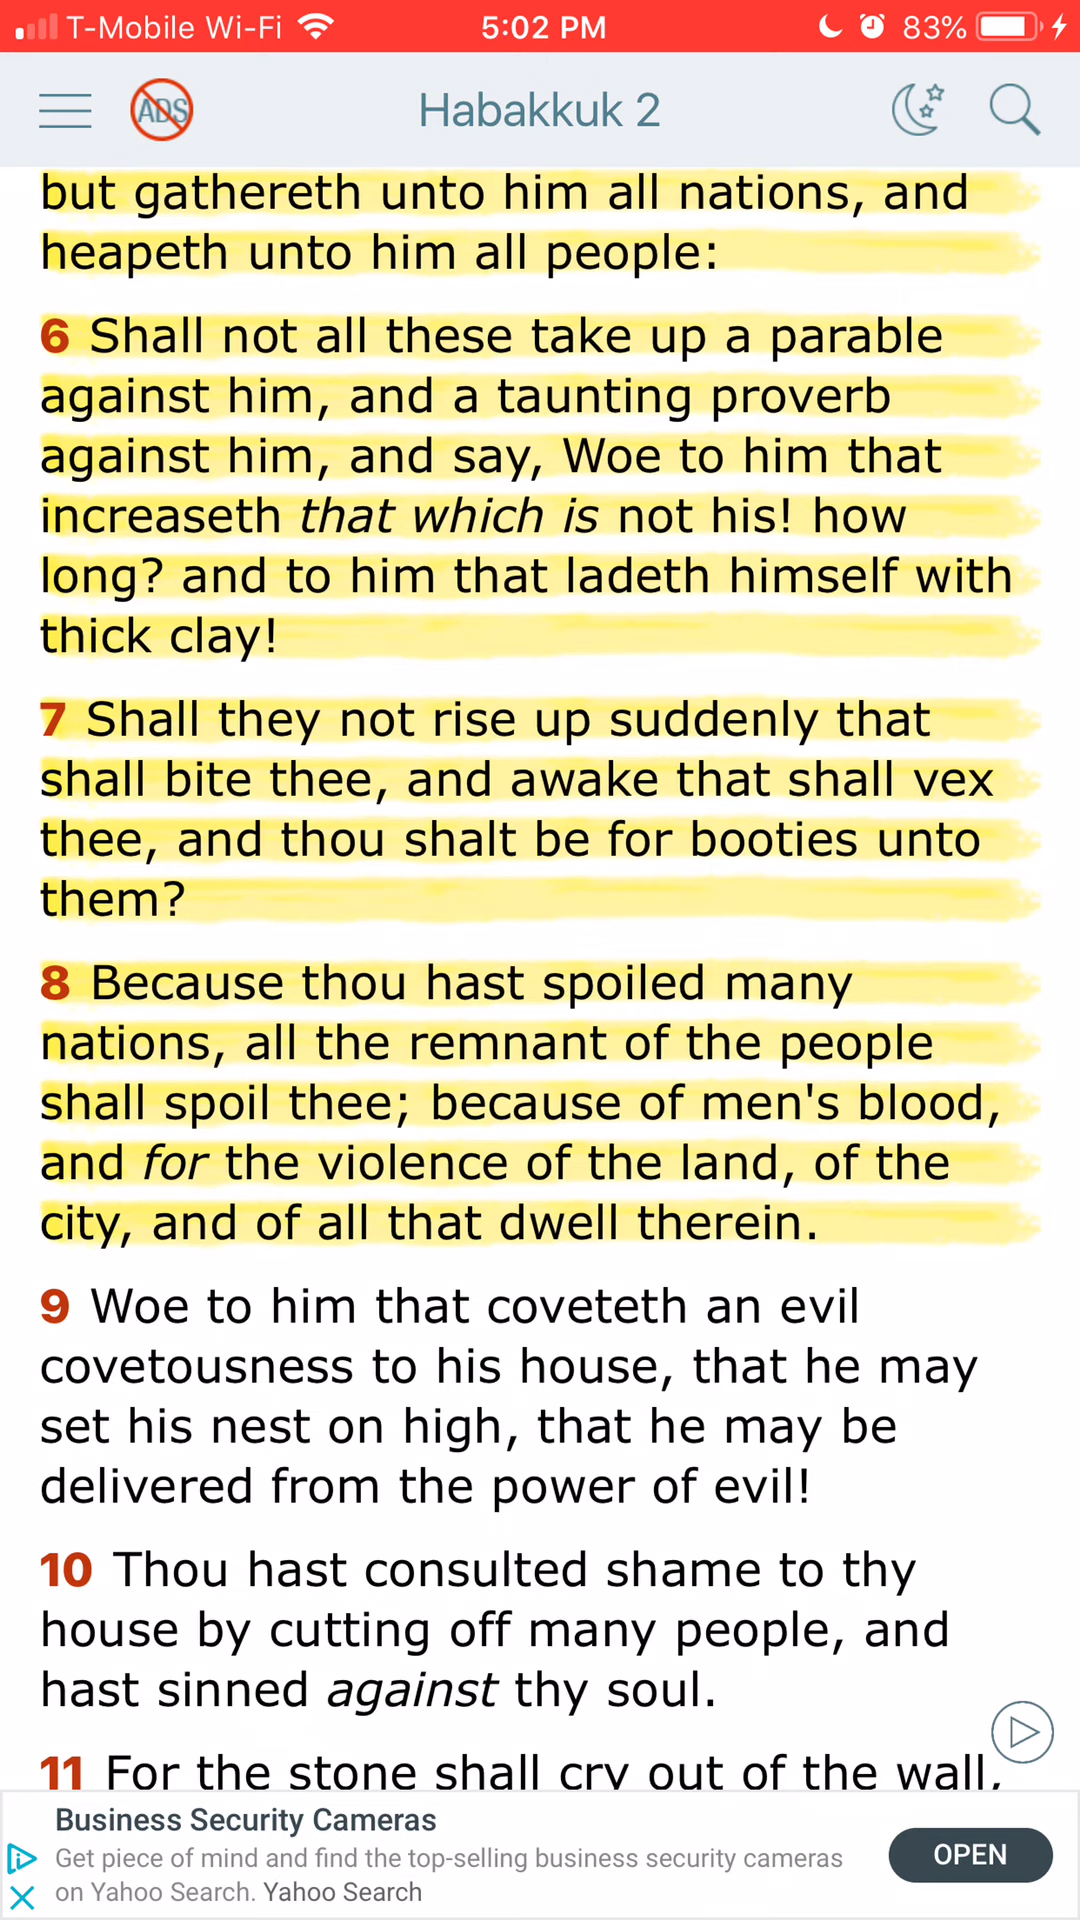 T-Mobile Wi-Fi 5:02 PM 83%
ADS Habakkuk 2
but gathereth unto him all nations, and
heapeth unto him all people:
6 Shall not all these take up a parable
against him, and a taunting proverb
against him, and say, Woe to him that
increaseth that which is not his! how
long? and to him that ladeth himself with
thick clay!
7 Shall they not rise up suddenly that
shall bite thee, and awake that shall vex
thee, and thou shalt be for booties unto
them?
8 Because thou hast spoiled many
nations, all the remnant of the people
shall spoil thee; because of men's blood,
and for the violence of the land, of the
city, and of all that dwell therein.
9 Woe to him that coveteth an evil
covetousness to his house, that he may
set his nest on high, that he may be
delivered from the power of evil!
10 Thou hast consulted shame to thy
house by cutting off many people, and
hast sinned against thy soul.
11 For the stone shall cry out of the wall,
Business Security Cameras
Get piece of mind and find the top-selling business security cameras
on Yahoo Search. Yahoo Search
OPEN